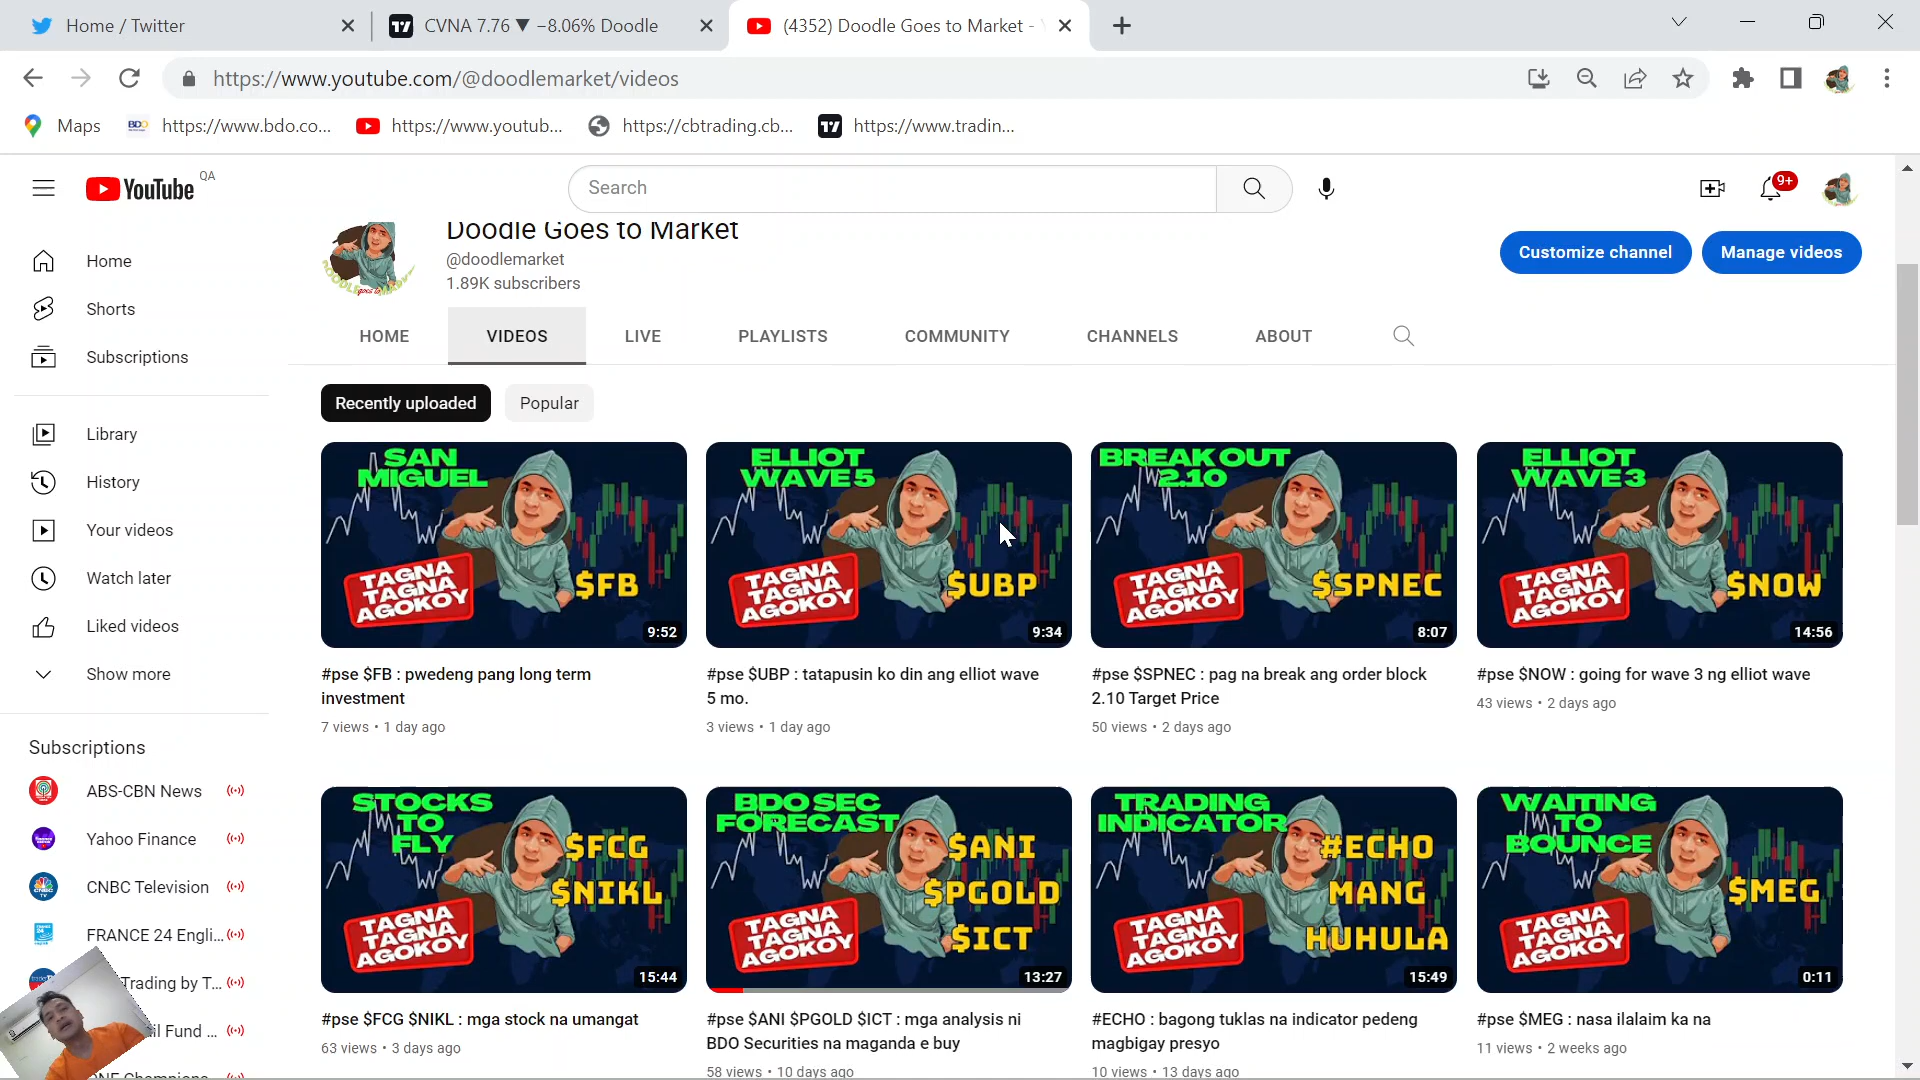 Home / Twitter
CVNA 7.76 ▼ −8.06% Doodle
(4352) Doodle Goes to Market -
https://www.youtube.com/@doodlemarket/videos
Maps
BDO
https://www.bdo.co...
https://www.youtub...
https://cbtrading.cb...
https://www.tradin...
YouTube QA
Search
9+
Doodle Goes to Market
@doodlemarket
1.89K subscribers
Customize channel
Manage videos
HOME
VIDEOS
LIVE
PLAYLISTS
COMMUNITY
CHANNELS
ABOUT
Recently uploaded
Popular
Home
Shorts
Subscriptions
Library
History
Your videos
Watch later
Liked videos
Show more
Subscriptions
ABS-CBN News
Yahoo Finance
CNBC Television
FRANCE 24 Engli...
Trading by T...
il Fund ...
SAN
MIGUEL
TAGNA
TAGNA
AGOKOY
$FB
9:52
#pse $FB : pwedeng pang long term
investment
7 views • 1 day ago
ELLIOT
WAVE 5
TAGNA
TAGNA
AGOKOY
$UBP
9:34
#pse $UBP : tatapusin ko din ang elliot wave
5 mo.
3 views • 1 day ago
BREAK OUT
2.10
TAGNA
TAGNA
AGOKOY
$SPNEC
8:07
#pse $SPNEC : pag na break ang order block
2.10 Target Price
50 views • 2 days ago
ELLIOT
WAVE 3
TAGNA
TAGNA
AGOKOY
$NOW
14:56
#pse $NOW : going for wave 3 ng elliot wave
43 views • 2 days ago
STOCKS
TO
FLY
$FCG
$NIKL
TAGNA
TAGNA
AGOKOY
15:44
#pse $FCG $NIKL : mga stock na umangat
63 views • 3 days ago
BDO SEC
FORECAST
$ANI
$PGOLD
$ICT
TAGNA
TAGNA
AGOKOY
13:27
#pse $ANI $PGOLD $ICT : mga analysis ni
BDO Securities na maganda e buy
58 views • 10 days ago
TRADING
INDICATOR
#ECHO
MANG
HUHULA
TAGNA
TAGNA
AGOKOY
15:49
#ECHO : bagong tuklas na indicator pedeng
magbigay presyo
10 views • 13 days ago
WAITING
TO
BOUNCE
$MEG
TAGNA
TAGNA
AGOKOY
0:11
#pse $MEG : nasa ilalaim ka na
11 views • 2 weeks ago